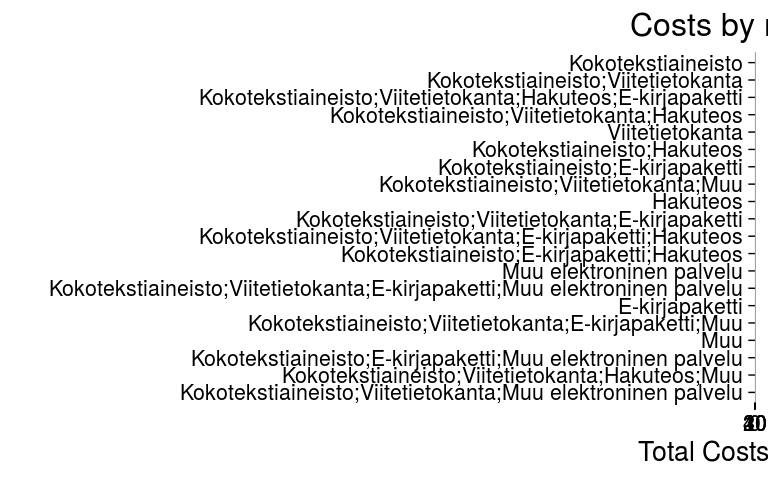 Costs by
Kokotekstiaineisto
Kokotekstiaineisto;Viitetietokanta
Kokotekstiaineisto;Viitetietokanta;Hakuteos;E-kirjapaketti
Kokotekstiaineisto;Viitetietokanta;Hakuteos
Viitetietokanta
Kokotekstiaineisto;Hakuteos
Kokotekstiaineisto;E-kirjapaketti
Kokotekstiaineisto;Viitetietokanta;Muu
Hakuteos
Kokotekstiaineisto;Viitetietokanta;E-kirjapaketti
Kokotekstiaineisto;Viitetietokanta;E-kirjapaketti;Hakuteos
Kokotekstiaineisto;E-kirjapaketti;Hakuteos
Muu elektroninen palvelu
Kokotekstiaineisto;Viitetietokanta;E-kirjapaketti;Muu elektroninen palvelu
E-kirjapaketti
Kokotekstiaineisto;Viitetietokanta;E-kirjapaketti;Muu
Muu
Kokotekstiaineisto;E-kirjapaketti;Muu elektroninen palvelu
Kokotekstiaineisto;Viitetietokanta;Hakuteos;Muu
Kokotekstiaineisto;Viitetietokanta;Muu elektroninen palvelu
Total Costs